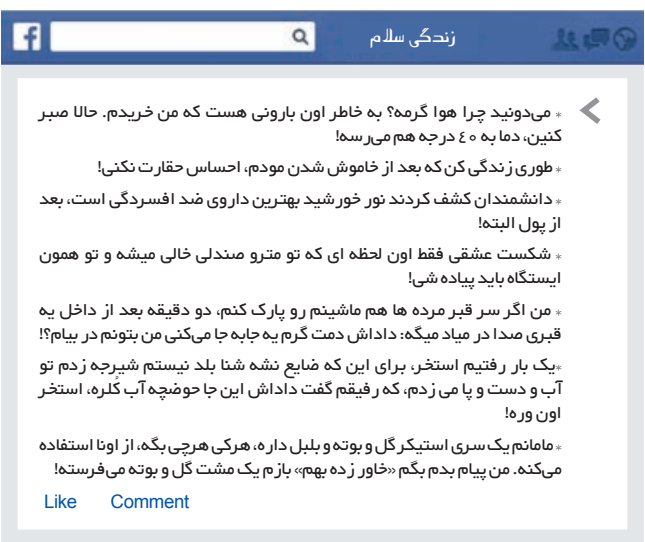 f
زندگی سلام
* می‌دونید چرا هوا گرمه؟ به خاطر اون بارونی هست که من خریدم. حالا صبر
کنین، دما به ۴۰ درجه هم می‌رسه!
* طوری زندگی کن که بعد از خاموش شدن مودم، احساس حقارت نکنی!
* دانشمندان کشف کردند نور خورشید بهترین داروی ضد افسردگی است، بعد
از پول البته!
* شکست عشقی فقط اون لحظه ای که تو مترو صندلی خالی میشه و تو همون
ایستگاه باید پیاده شی!
* من اگر سر قبر مرده ها هم ماشینم رو پارک کنم، دو دقیقه بعد از داخل یه
قبری صدا در میاد میگه: داداش دمت گرم یه جابه جا می‌کنی من بتونم در بیام؟!
*یک بار رفتیم استخر، برای این که ضایع نشه شنا بلد نیستم شیرجه زدم تو
آب و دست و پا می زدم، که رفیقم گفت داداش این جا حوضچه آب کُلره، استخر
اون وره!
* مامانم یک سری استیکر گل و بوته و بلبل داره، هرکی هرچی بگه، از اونا استفاده
می‌کنه. من پیام بدم بگم «خاور زده بهم» بازم یک مشت گل و بوته می‌فرسته!
Like Comment